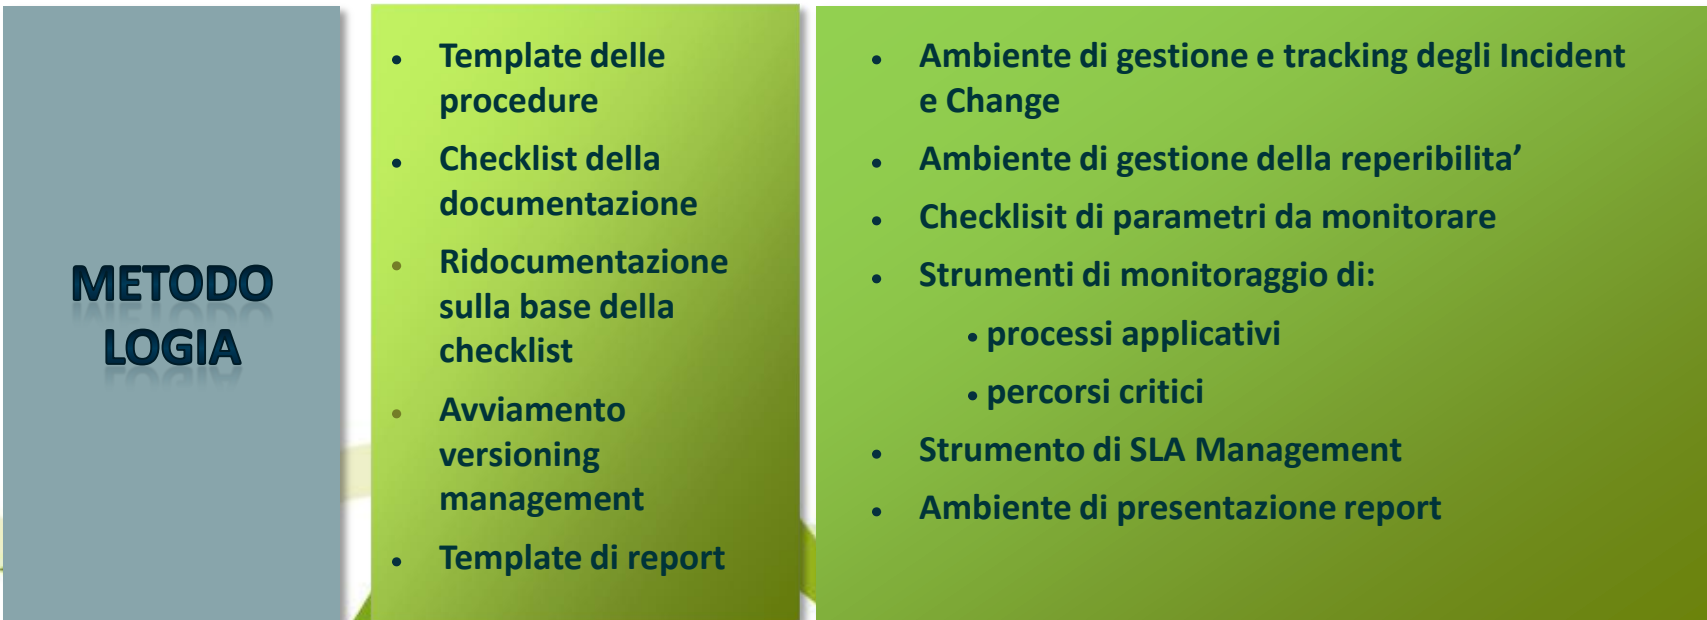 METODO
LOGIA
• Template delle
procedure
• Checklist della
documentazione
• Ridocumentazione
sulla base della
checklist
• Avviamento
versioning
management
• Template di report
• Ambiente di gestione e tracking degli Incident
e Change
• Ambiente di gestione della reperibilita’
• Checklisit di parametri da monitorare
• Strumenti di monitoraggio di:
• processi applicativi
• percorsi critici
• Strumento di SLA Management
• Ambiente di presentazione report